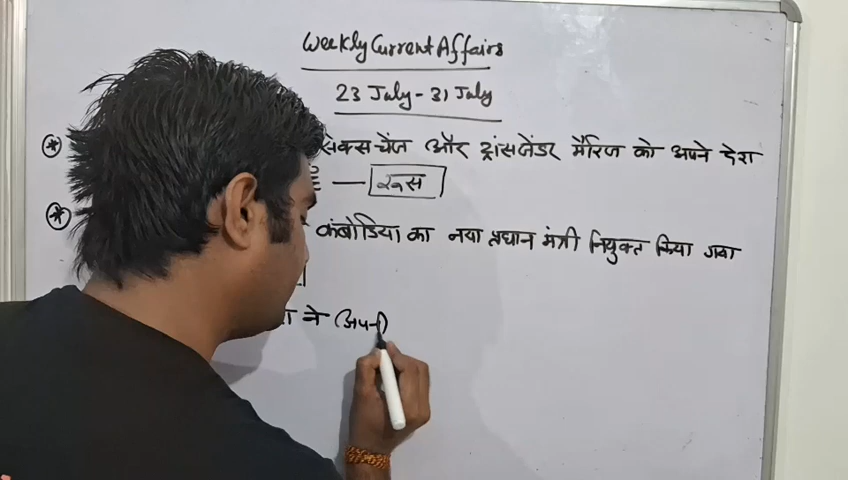 Weekly Current Affairs
23 July - 31 July
सेक्स-चेंज और ट्रांसजेंडर मैरिज को अपने देश
— रूस
कंबोडिया का नया प्रधान मंत्री नियुक्त किया गया
ने अपनी